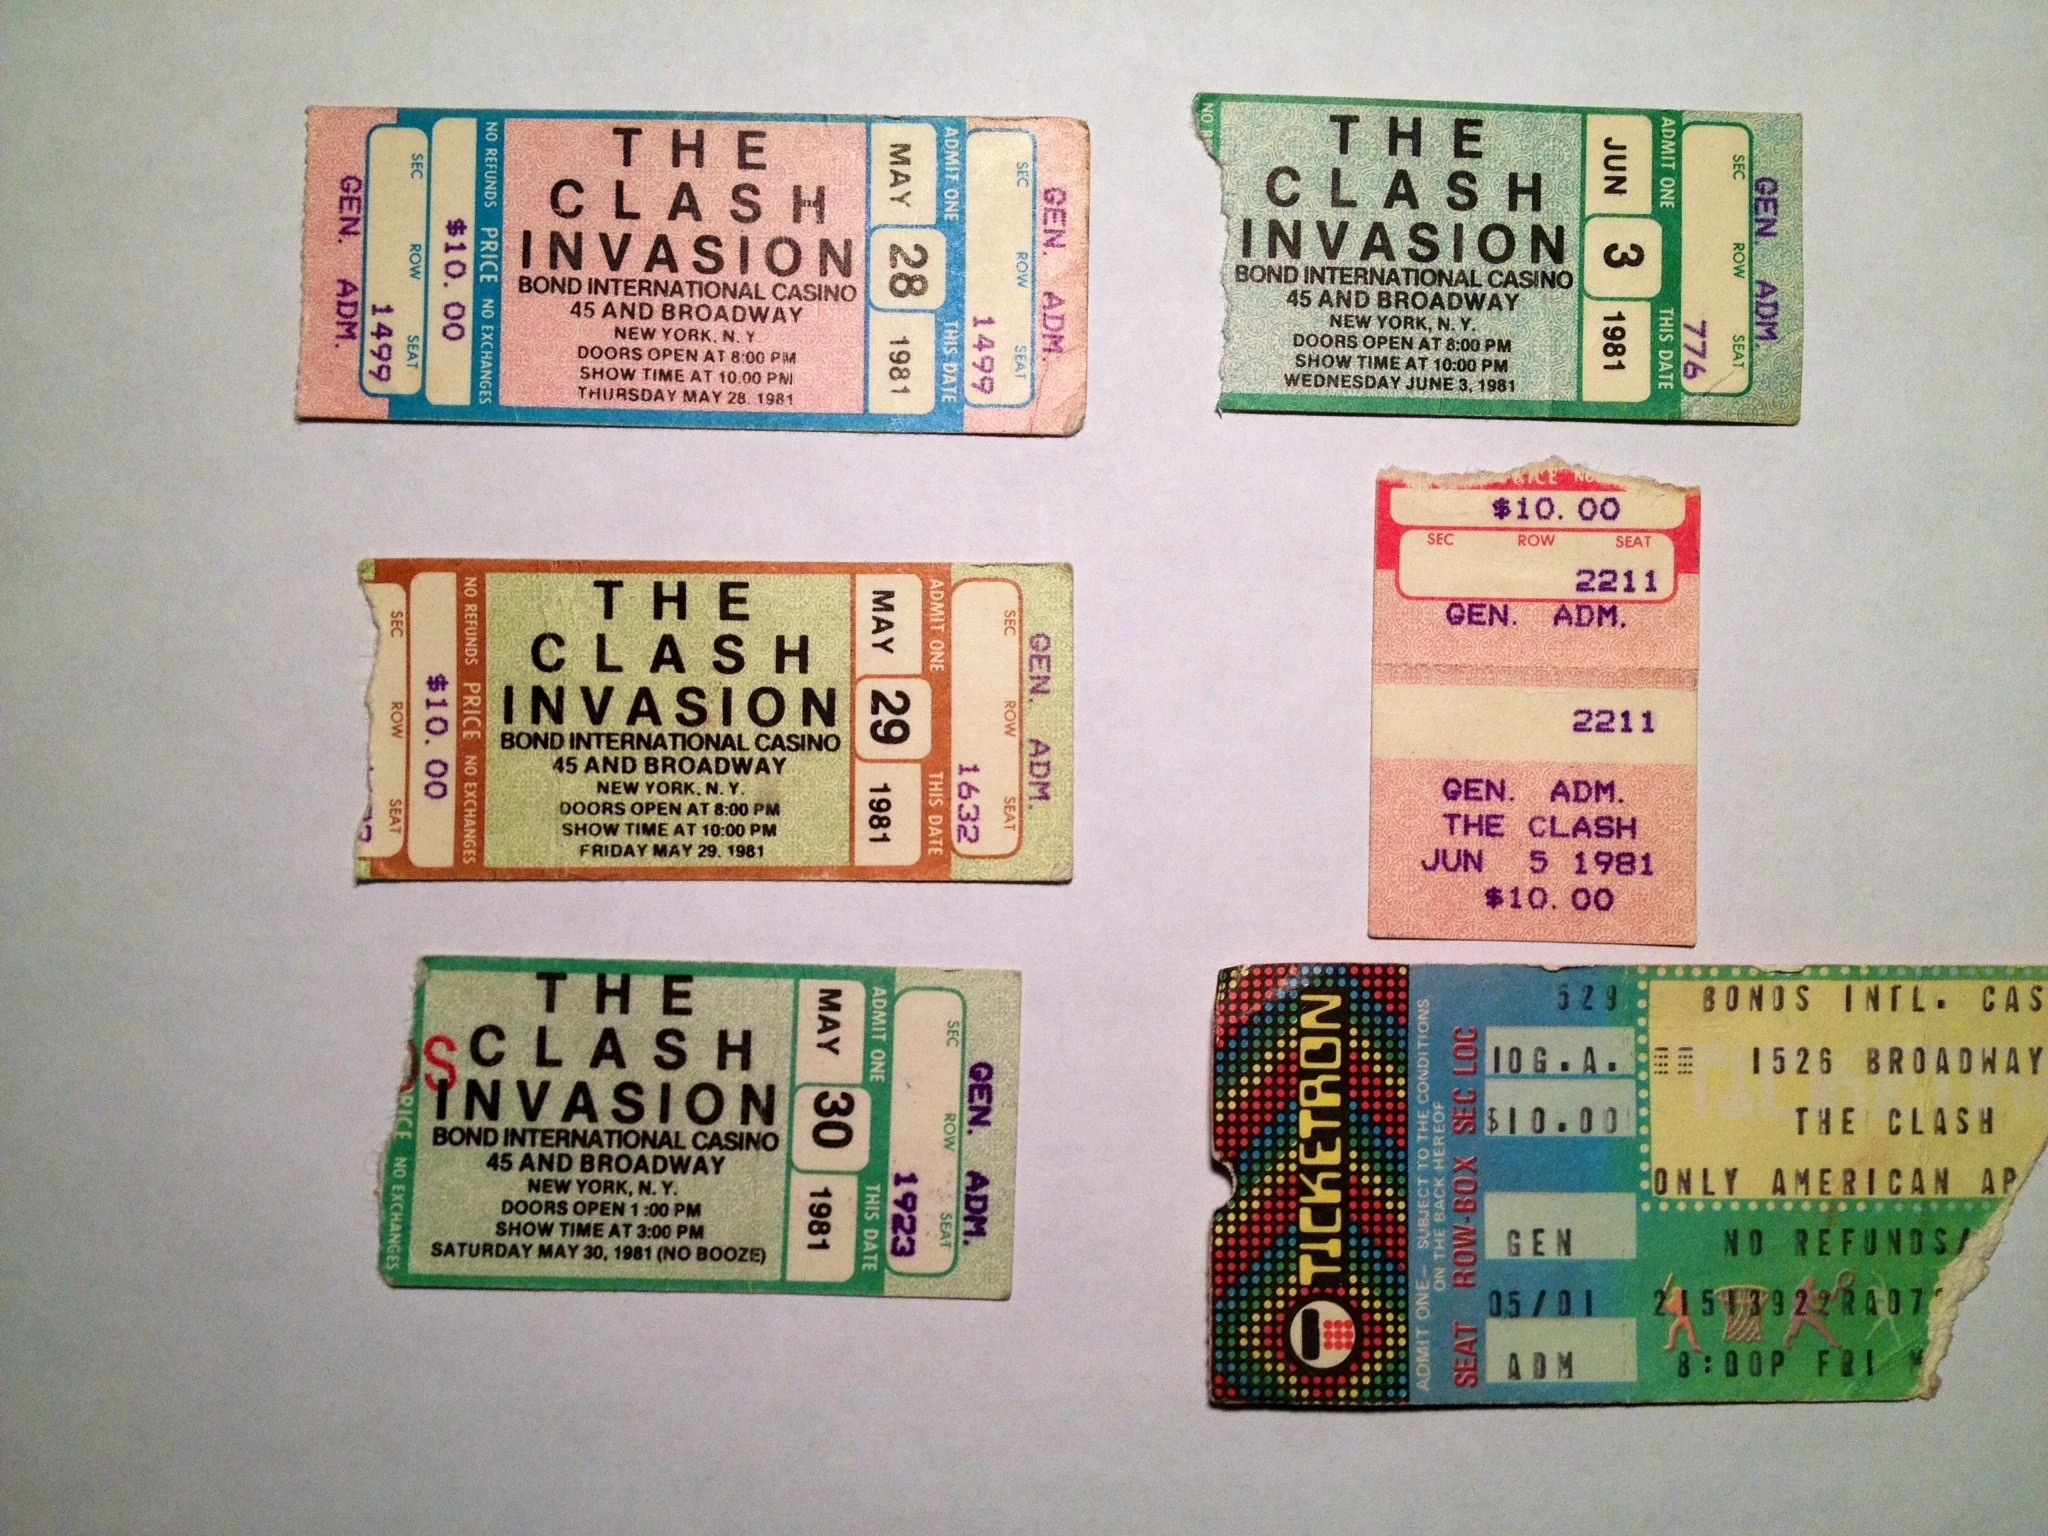 GEN. ADM.
SEC ROW SEAT
1499
$10.00
NO REFUNDS PRICE NO EXCHANGES
THE
CLASH
INVASION
BOND INTERNATIONAL CASINO
45 AND BROADWAY
NEW YORK, N. Y
DOORS OPEN AT 8:00 PM
SHOW TIME AT 10:00 PM
THURSDAY MAY 28, 1981
MAY 28 1981
ADMIT ONE THIS DATE
SEC ROW SEAT
1499
GEN. ADM.
THE
CLASH
INVASION
BOND INTERNATIONAL CASINO
45 AND BROADWAY
NEW YORK, N. Y.
DOORS OPEN AT 8:00 PM
SHOW TIME AT 10:00 PM
WEDNESDAY JUNE 3, 1981
JUN 3 1981
ADMIT ONE THIS DATE
SEC ROW SEAT
776
GEN. ADM.
SEC ROW SEAT
$10.00
NO REFUNDS PRICE NO EXCHANGES
THE
CLASH
INVASION
BOND INTERNATIONAL CASINO
45 AND BROADWAY
NEW YORK, N. Y.
DOORS OPEN AT 8:00 PM
SHOW TIME AT 10:00 PM
FRIDAY MAY 29. 1981
MAY 29 1981
ADMIT ONE THIS DATE
SEC ROW SEAT
1632
GEN. ADM.
$10.00
SEC ROW SEAT
2211
GEN. ADM.
2211
GEN. ADM.
THE CLASH
JUN 5 1981
$10.00
PRICE NO EXCHANGES
THE
CLASH
INVASION
BOND INTERNATIONAL CASINO
45 AND BROADWAY
NEW YORK, N.Y.
DOORS OPEN 1:00 PM
SHOW TIME AT 3:00 PM
SATURDAY MAY 30, 1981 (NO BOOZE)
MAY 30 1981
ADMIT ONE THIS DATE
SEC ROW SEAT
1923
GEN. ADM.
TICKETRON
ADMIT ONE — SUBJECT TO THE CONDITIONS
ON THE BACK HEREOF
SEAT ROW-BOX SEC LOC
529
10G.A.
$10.00
GEN
05/01
ADM
BONDS INTL. CAS
1526 BROADWAY
THE CLASH
ONLY AMERICAN AP
NO REFUNDS/
8:00P FRI